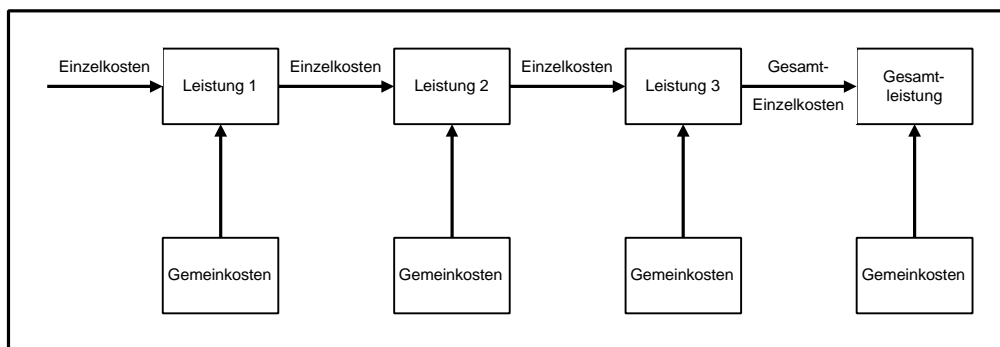 Einzelkosten
Leistung 1
Einzelkosten
Leistung 2
Einzelkosten
Leistung 3
Gesamt-
Einzelkosten
Gesamt-
leistung
Gemeinkosten
Gemeinkosten
Gemeinkosten
Gemeinkosten